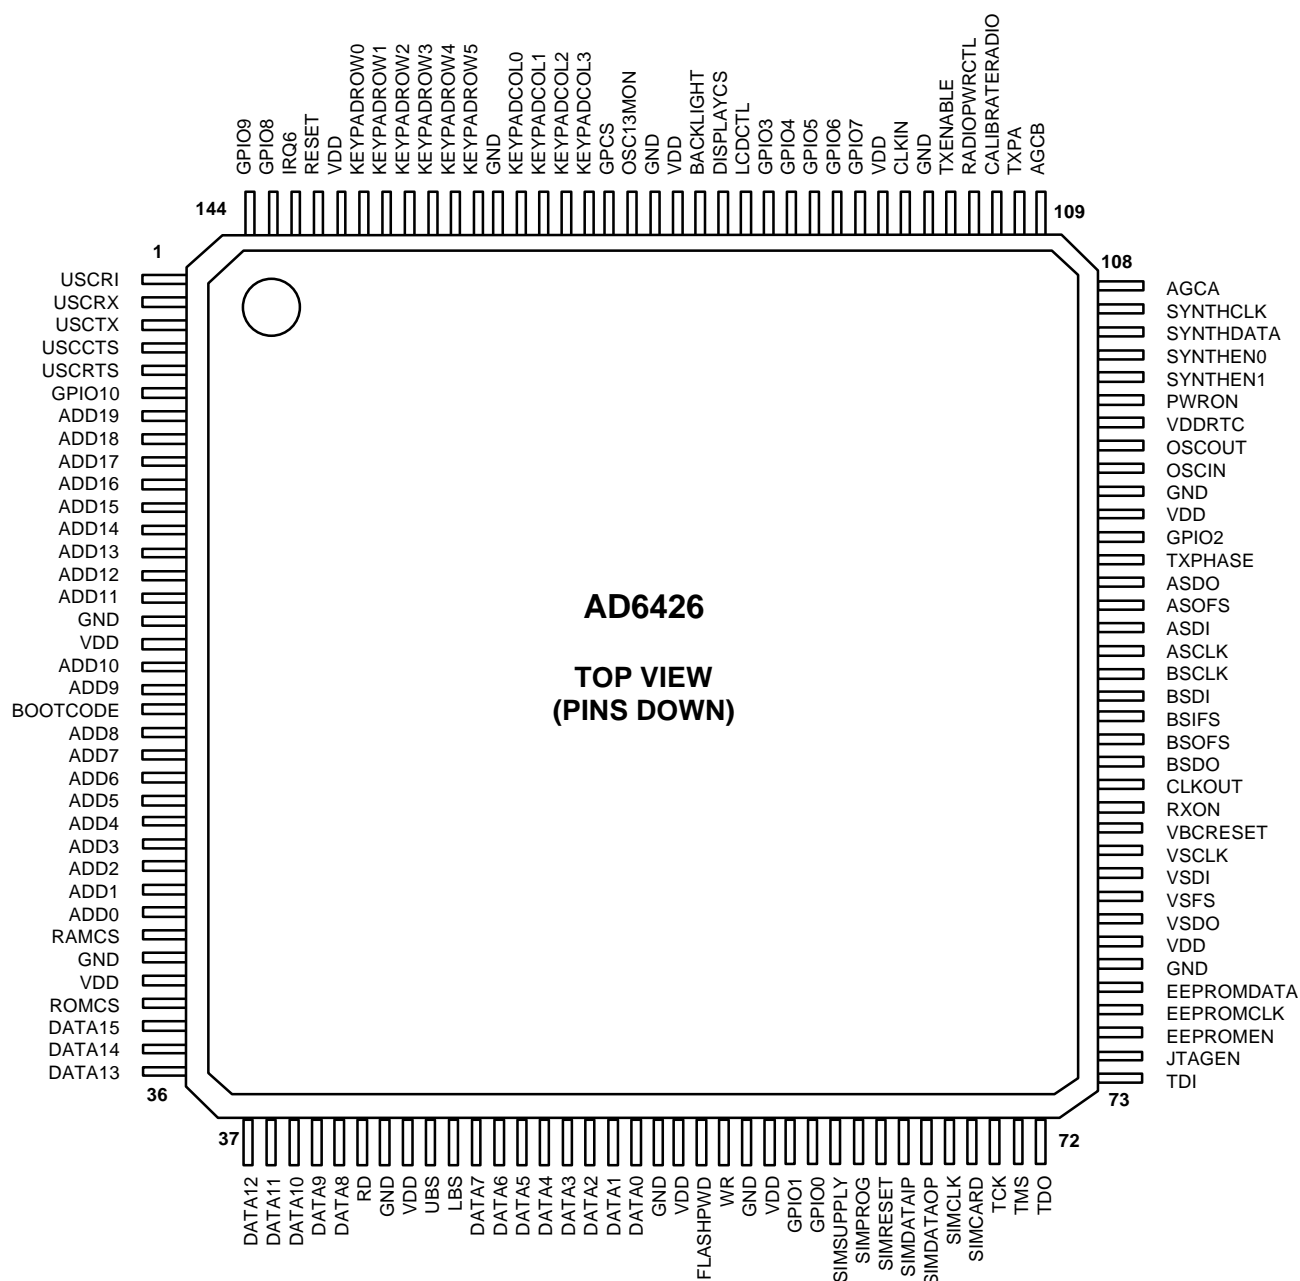 GPIO9
GPIO8
IRQ6
RESET
VDD
KEYPADROW0
KEYPADROW1
KEYPADROW2
KEYPADROW3
KEYPADROW4
KEYPADROW5
GND
KEYPADCOL0
KEYPADCOL1
KEYPADCOL2
KEYPADCOL3
GPCS
OSC13MON
GND
VDD
BACKLIGHT
DISPLAYCS
LCDCTL
GPIO3
GPIO4
GPIO5
GPIO6
GPIO7
VDD
CLKIN
GND
TXENABLE
RADIOPWRCTL
CALIBRATERADIO
TXPA
AGCB
144
109
1
108
USCRI
USCRX
USCTX
USCCTS
USCRTS
GPIO10
ADD19
ADD18
ADD17
ADD16
ADD15
ADD14
ADD13
ADD12
ADD11
GND
VDD
ADD10
ADD9
BOOTCODE
ADD8
ADD7
ADD6
ADD5
ADD4
ADD3
ADD2
ADD1
ADD0
RAMCS
GND
VDD
ROMCS
DATA15
DATA14
DATA13
AD6426
TOP VIEW
(PINS DOWN)
AGCA
SYNTHCLK
SYNTHDATA
SYNTHEN0
SYNTHEN1
PWRON
VDDRTC
OSCOUT
OSCIN
GND
VDD
GPIO2
TXPHASE
ASDO
ASOFS
ASDI
ASCLK
BSCLK
BSDI
BSIFS
BSOFS
BSDO
CLKOUT
RXON
VBCRESET
VSCLK
VSDI
VSFS
VSDO
VDD
GND
EEPROMDATA
EEPROMCLK
EEPROMEN
JTAGEN
TDI
36
73
37
72
DATA12
DATA11
DATA10
DATA9
DATA8
RD
GND
VDD
UBS
LBS
DATA7
DATA6
DATA5
DATA4
DATA3
DATA2
DATA1
DATA0
GND
VDD
FLASHPWD
WR
GND
VDD
GPIO1
GPIO0
SIMSUPPLY
SIMPROG
SIMRESET
SIMDATAIP
SIMDATAOP
SIMCLK
SIMCARD
TCK
TMS
TDO